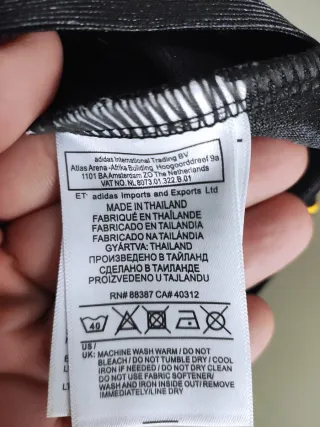 adidas International Trading BV
Atlas Arena -Afrika Building, Hoogoorddreef 9a
1101 BA Amsterdam ZO The Netherlands
VAT NO. NL 8073.01.322.B.01
ET: adidas Imports and Exports Ltd
MADE IN THAILAND
FABRIQUÉ EN THAÏLANDE
FABRICADO EN TAILANDIA
FABRICADO NA TAILÂNDIA
GYÁRTVA: THAIFÖLD
ПРОИЗВЕДЕНО В ТАЙЛАНД
СДЕЛАНО В ТАИЛАНДЕ
PROIZVEDENO U TAJLANDU
RN# 88387 CA# 40312
40
US /
UK: MACHINE WASH WARM / DO NOT
BLEACH / DO NOT TUMBLE DRY / COOL
IRON IF NEEDED / DO NOT DRY CLEAN
DO NOT USE FABRIC SOFTENER/
WASH AND IRON INSIDE OUT/ REMOVE
IMMEDIATELY/LINE DRY